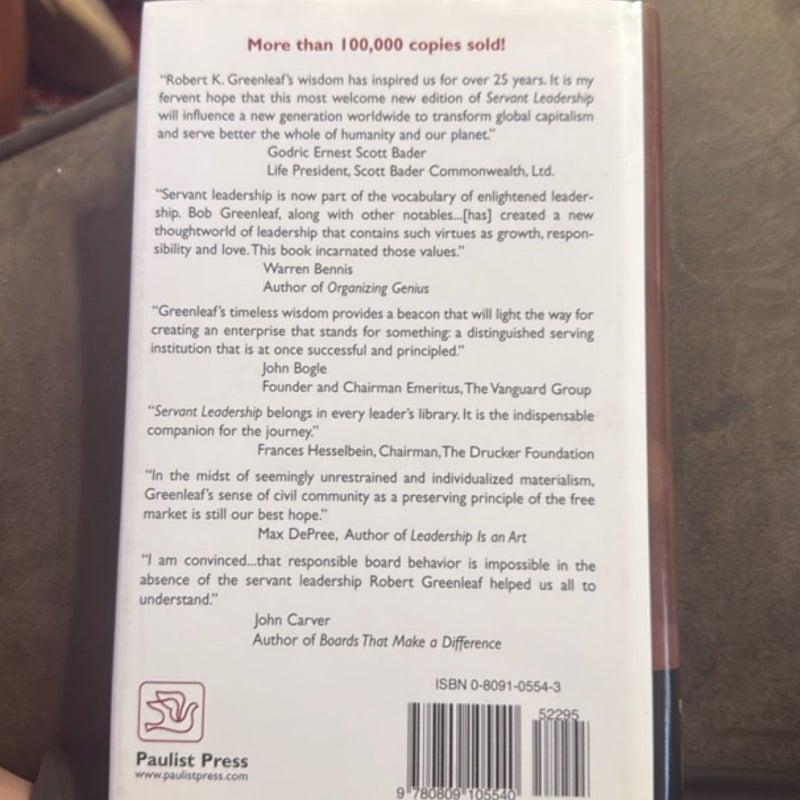 More than 100,000 copies sold!
"Robert K. Greenleaf's wisdom has inspired us for over 25 years. It is my
fervent hope that this most welcome new edition of Servant Leadership
will influence a new generation worldwide to transform global capitalism
and serve better the whole of humanity and our planet."
Godric Ernest Scott Bader
Life President, Scott Bader Commonwealth, Ltd.
"Servant leadership is now part of the vocabulary of enlightened leader-
ship. Bob Greenleaf, along with other notables...[has] created a new
thoughtworld of leadership that contains such virtues as growth, respon-
sibility and love. This book incarnated those values."
Warren Bennis
Author of Organizing Genius
"Greenleaf's timeless wisdom provides a beacon that will light the way for
creating an enterprise that stands for something: a distinguished serving
institution that is at once successful and principled."
John Bogle
Founder and Chairman Emeritus, The Vanguard Group
"Servant Leadership belongs in every leader's library. It is the indispensable
companion for the journey."
Frances Hesselbein, Chairman, The Drucker Foundation
"In the midst of seemingly unrestrained and individualized materialism,
Greenleaf's sense of civil community as a preserving principle of the free
market is still our best hope."
Max DePree, Author of Leadership Is an Art
"I am convinced...that responsible board behavior is impossible in the
absence of the servant leadership Robert Greenleaf helped us all to
understand."
John Carver
Author of Boards That Make a Difference
ISBN 0-8091-0554-3
52295
9 780809 105540
Paulist Press
www.paulistpress.com